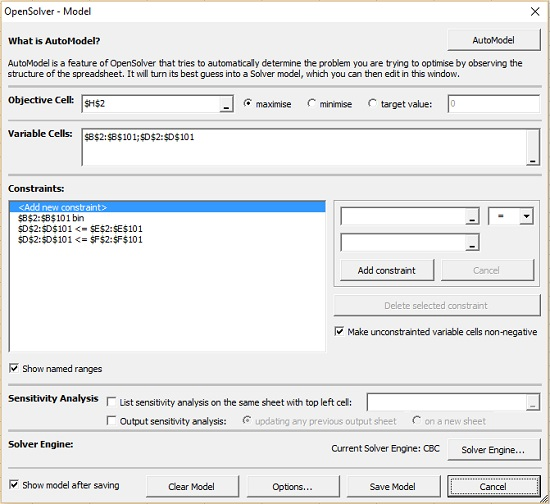 OpenSolver - Model
What is AutoModel?
AutoModel
AutoModel is a feature of OpenSolver that tries to automatically determine the problem you are trying to optimise by observing the
structure of the spreadsheet. It will turn its best guess into a Solver model, which you can then edit in this window.
Objective Cell: $H$2 maximise minimise target value: 0
Variable Cells: $B$2:$B$101;$D$2:$D$101
Constraints:
<Add new constraint>
$B$2:$B$101 bin
$D$2:$D$101 <= $E$2:$E$101
$D$2:$D$101 <= $F$2:$F$101
=
Add constraint Cancel
Delete selected constraint
Make unconstrainted variable cells non-negative
Show named ranges
Sensitivity Analysis List sensitivity analysis on the same sheet with top left cell:
Output sensitivity analysis: updating any previous output sheet on a new sheet
Solver Engine: Current Solver Engine: CBC Solver Engine...
Show model after saving Clear Model Options... Save Model Cancel